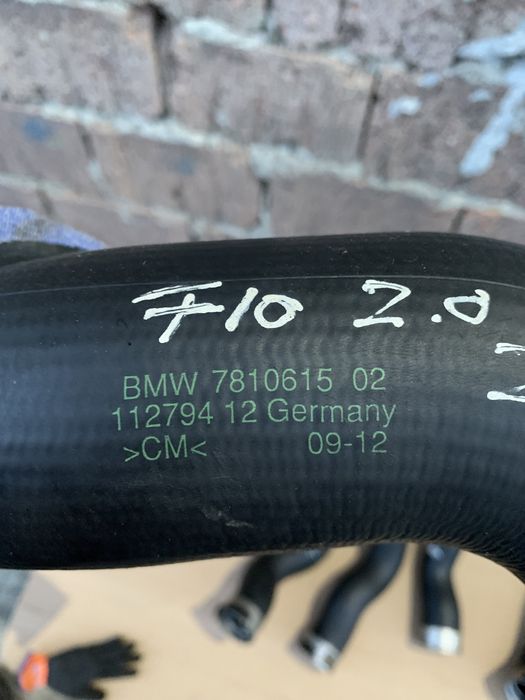 F10 2.0
BMW 7810615 02
112794 12 Germany
>CM< 09-12